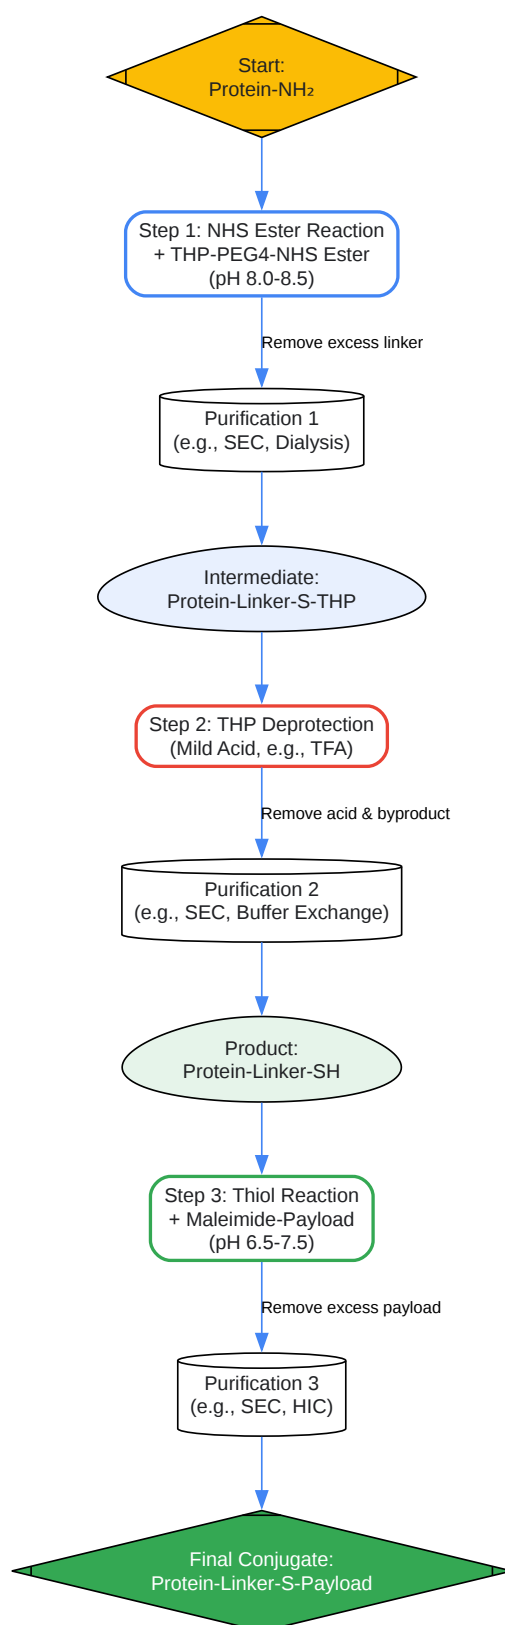 Start:
Protein-NH₂
Step 1: NHS Ester Reaction
+ THP-PEG4-NHS Ester
(pH 8.0-8.5)
Remove excess linker
Purification 1
(e.g., SEC, Dialysis)
Intermediate:
Protein-Linker-S-THP
Step 2: THP Deprotection
(Mild Acid, e.g., TFA)
Remove acid & byproduct
Purification 2
(e.g., SEC, Buffer Exchange)
Product:
Protein-Linker-SH
Step 3: Thiol Reaction
+ Maleimide-Payload
(pH 6.5-7.5)
Remove excess payload
Purification 3
(e.g., SEC, HIC)
Final Conjugate:
Protein-Linker-S-Payload